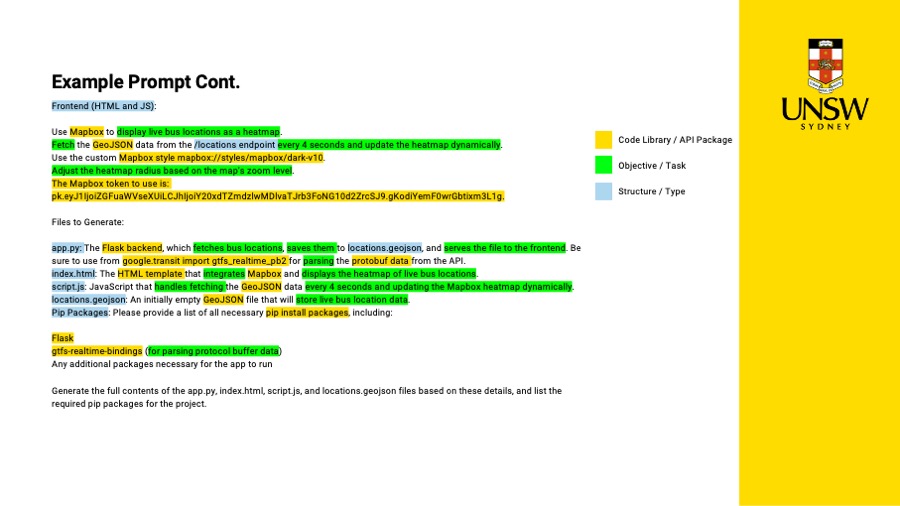 Example Prompt Cont.
Frontend (HTML and JS):
Use Mapbox to display live bus locations as a heatmap.
Fetch the GeoJSON data from the /locations endpoint every 4 seconds and update the heatmap dynamically.
Use the custom Mapbox style mapbox://styles/mapbox/dark-v10.
Adjust the heatmap radius based on the map's zoom level.
The Mapbox token to use is:
Files to Generate:
app.py: The Flask backend, which fetches bus locations, saves them to locations.geojson, and serves the file to the frontend. Be
sure to use from google.transit import gtfs_realtime_pb2 for parsing the protobuf data from the API.
index.html: The HTML template that integrates Mapbox and displays the heatmap of live bus locations.
script.js: JavaScript that handles fetching the GeoJSON data every 4 seconds and updating the Mapbox heatmap dynamically.
locations.geojson: An initially empty GeoJSON file that will store live bus location data.
Pip Packages: Please provide a list of all necessary pip install packages, including:
Flask
gtfs-realtime-bindings (for parsing protocol buffer data)
Any additional packages necessary for the app to run
Generate the full contents of the app.py, index.html, script.js, and locations.geojson files based on these details, and list the
required pip packages for the project.
Code Library / API Package
Objective / Task
Structure / Type
UNSW
SYDNEY